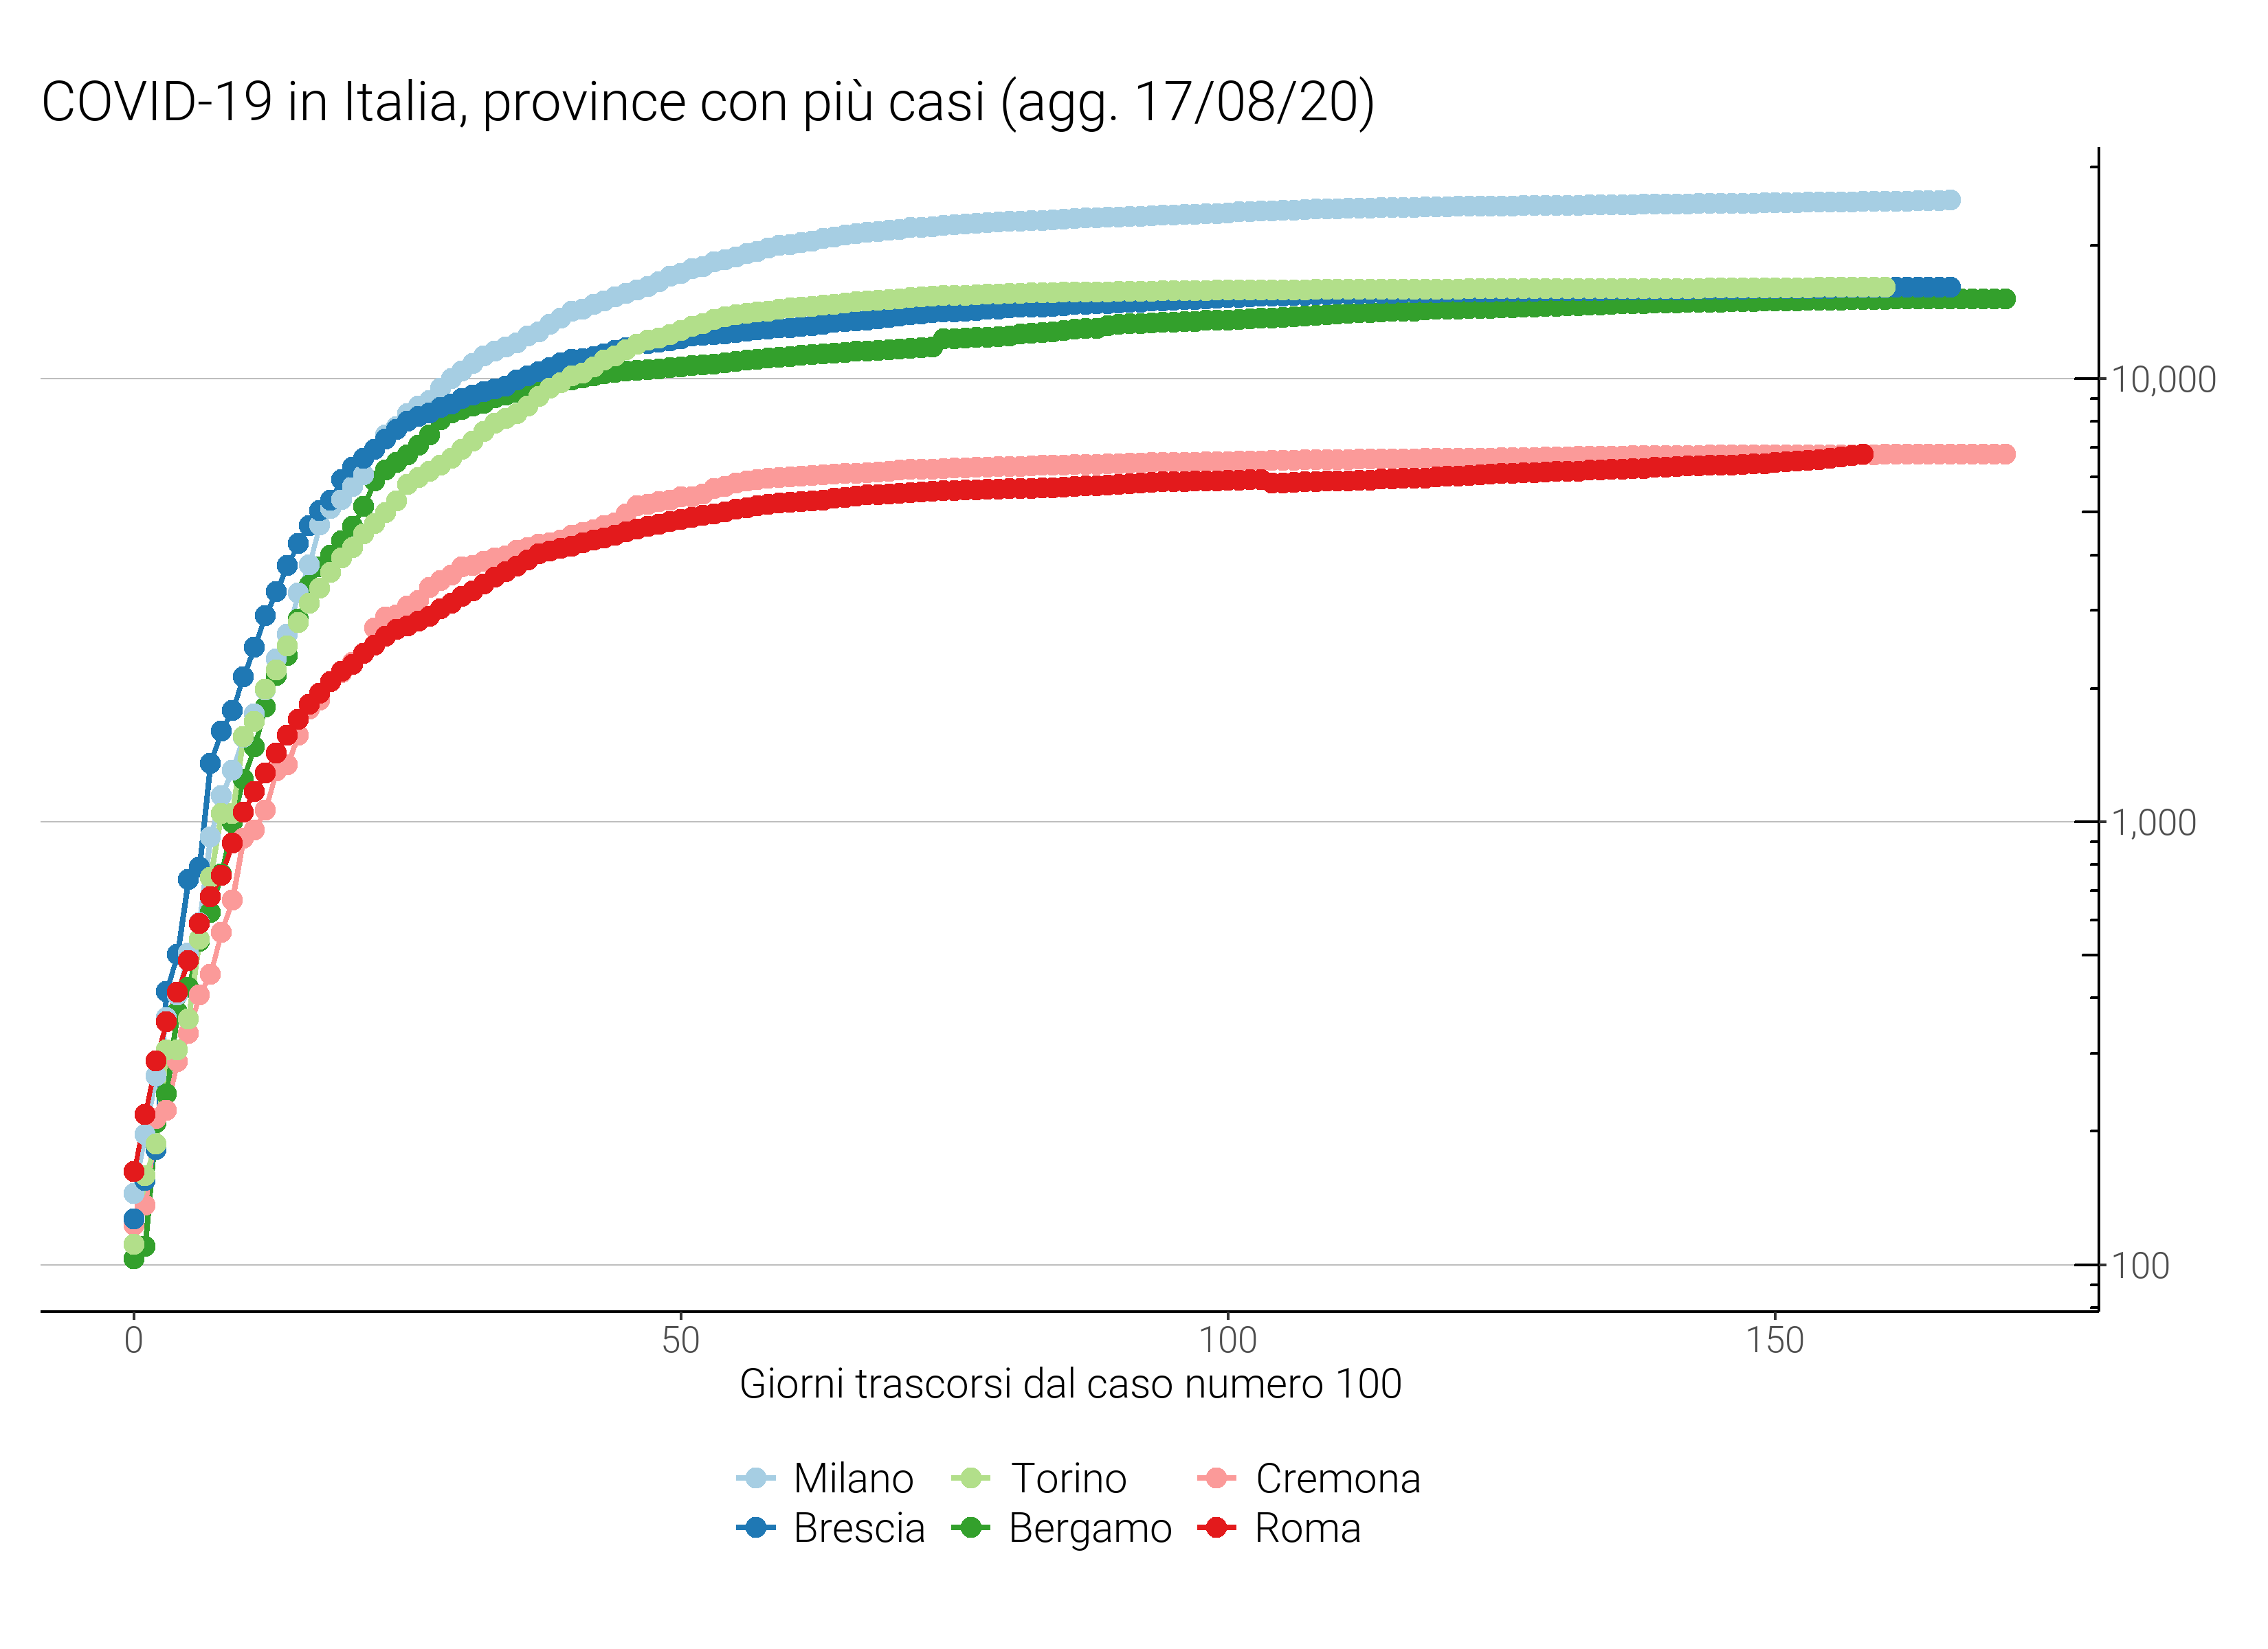 COVID-19 in Italia, province con più casi (agg. 17/08/20)
10,000
1,000
100
0 50 100 150
Giorni trascorsi dal caso numero 100
Milano Torino Cremona
Brescia Bergamo Roma